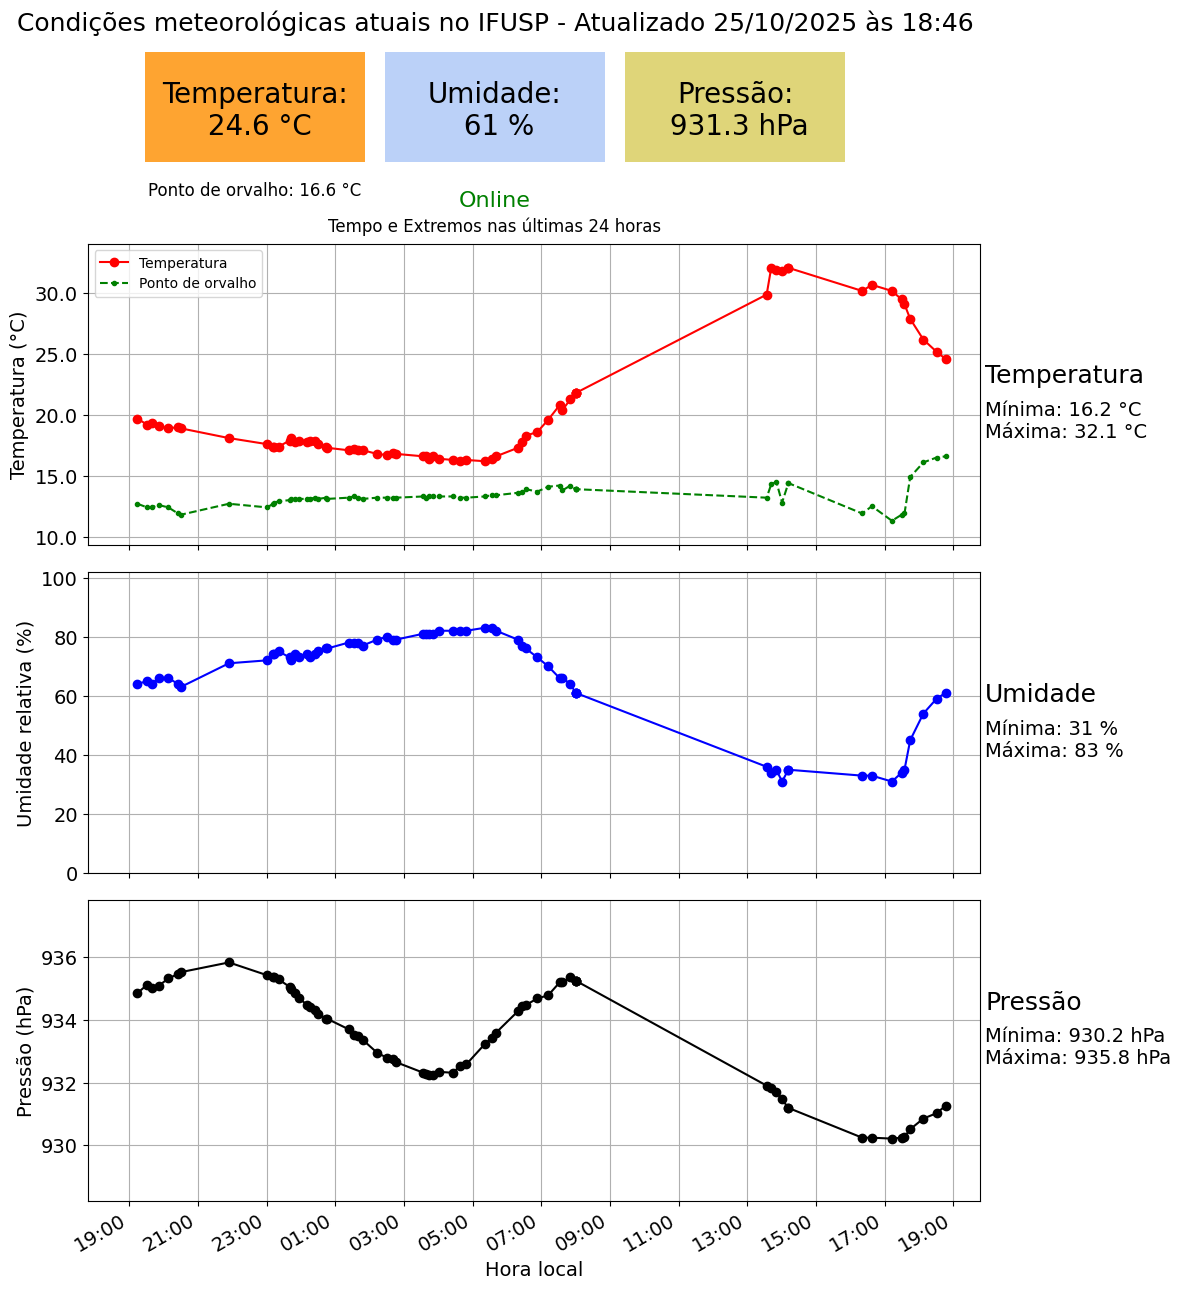 Condições meteorológicas atuais no IFUSP - Atualizado 25/10/2025 às 18:46
Temperatura:
24.6 °C
Umidade:
61 %
Pressão:
931.3 hPa
Ponto de orvalho: 16.6 °C
Online
Tempo e Extremos nas últimas 24 horas
Temperatura
Ponto de orvalho
Temperatura (°C)
30.0
25.0
20.0
15.0
10.0
Temperatura
Mínima: 16.2 °C
Máxima: 32.1 °C
Umidade relativa (%)
100
80
60
40
20
0
Umidade
Mínima: 31 %
Máxima: 83 %
Pressão (hPa)
936
934
932
930
Pressão
Mínima: 930.2 hPa
Máxima: 935.8 hPa
19:00
21:00
23:00
01:00
03:00
05:00
07:00
09:00
11:00
13:00
15:00
17:00
19:00
Hora local